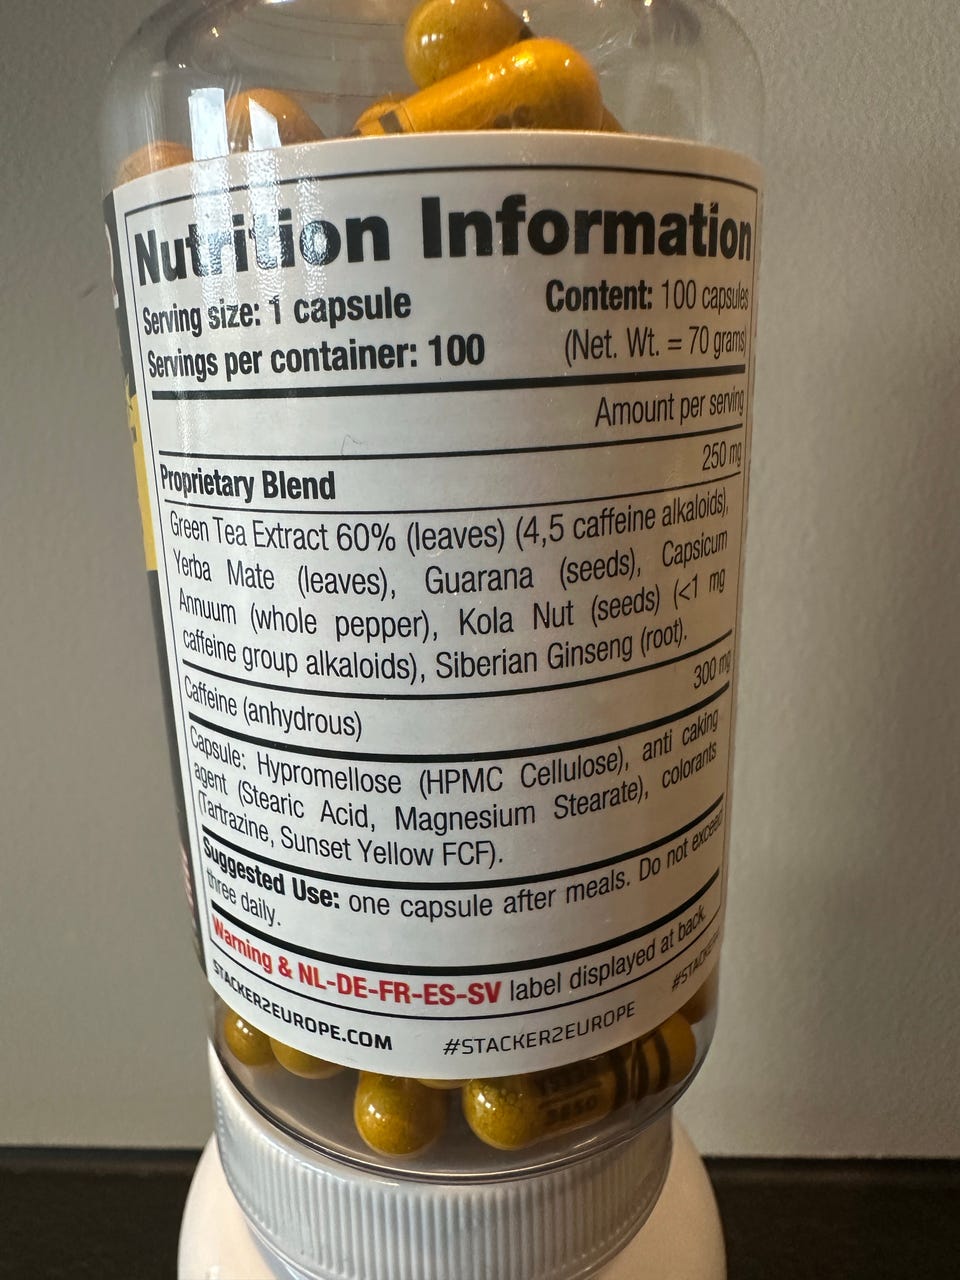 Nutrition Information
Serving size: 1 capsule
Content: 100 capsules
Servings per container: 100
(Net. Wt. = 70 grams)
Amount per serving
Proprietary Blend
250 mg
Green Tea Extract 60% (leaves) (4,5 caffeine alkaloids),
Yerba Mate (leaves), Guarana (seeds), Capsicum
Annuum (whole pepper), Kola Nut (seeds) (<1 mg
caffeine group alkaloids), Siberian Ginseng (root).
Caffeine (anhydrous)
300 mg
Capsule: Hypromellose (HPMC Cellulose), anti caking
agent (Stearic Acid, Magnesium Stearate), colorants
(Tartrazine, Sunset Yellow FCF).
Suggested Use: one capsule after meals. Do not exceed
three daily.
Warning & NL-DE-FR-ES-SV label displayed at back.
STACKER2EUROPE.COM
#STACKER2EUROPE